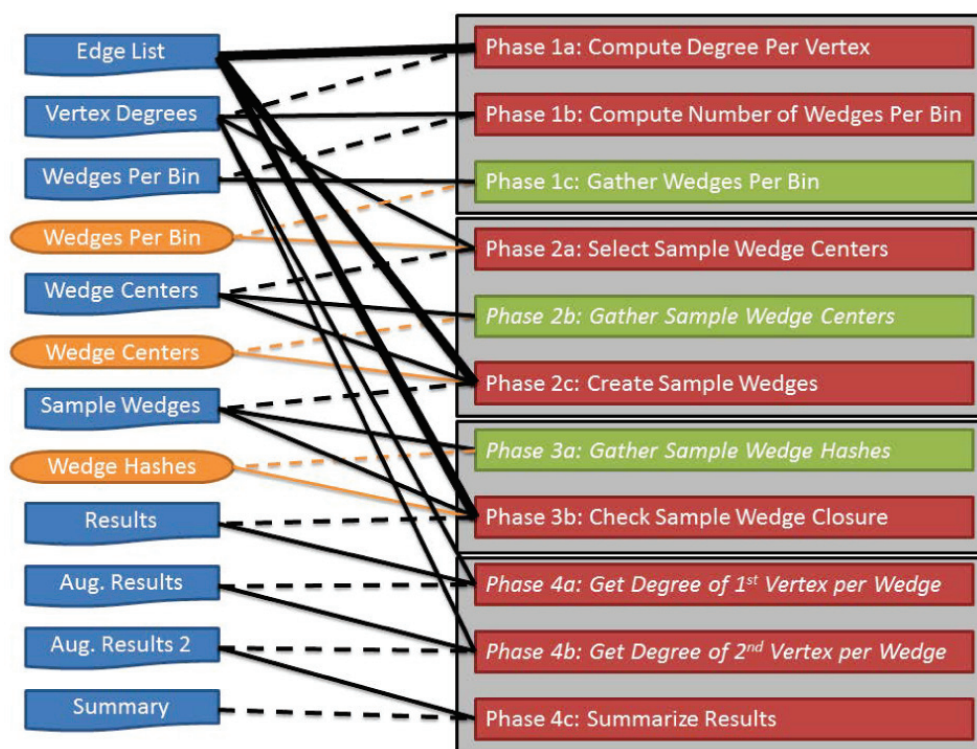 Edge List
Vertex Degrees
Wedges Per Bin
Wedges Per Bin
Wedge Centers
Wedge Centers
Sample Wedges
Wedge Hashes
Results
Aug. Results
Aug. Results 2
Summary
Phase 1a: Compute Degree Per Vertex
Phase 1b: Compute Number of Wedges Per Bin
Phase 1c: Gather Wedges Per Bin
Phase 2a: Select Sample Wedge Centers
Phase 2b: Gather Sample Wedge Centers
Phase 2c: Create Sample Wedges
Phase 3a: Gather Sample Wedge Hashes
Phase 3b: Check Sample Wedge Closure
Phase 4a: Get Degree of 1st Vertex per Wedge
Phase 4b: Get Degree of 2nd Vertex per Wedge
Phase 4c: Summarize Results